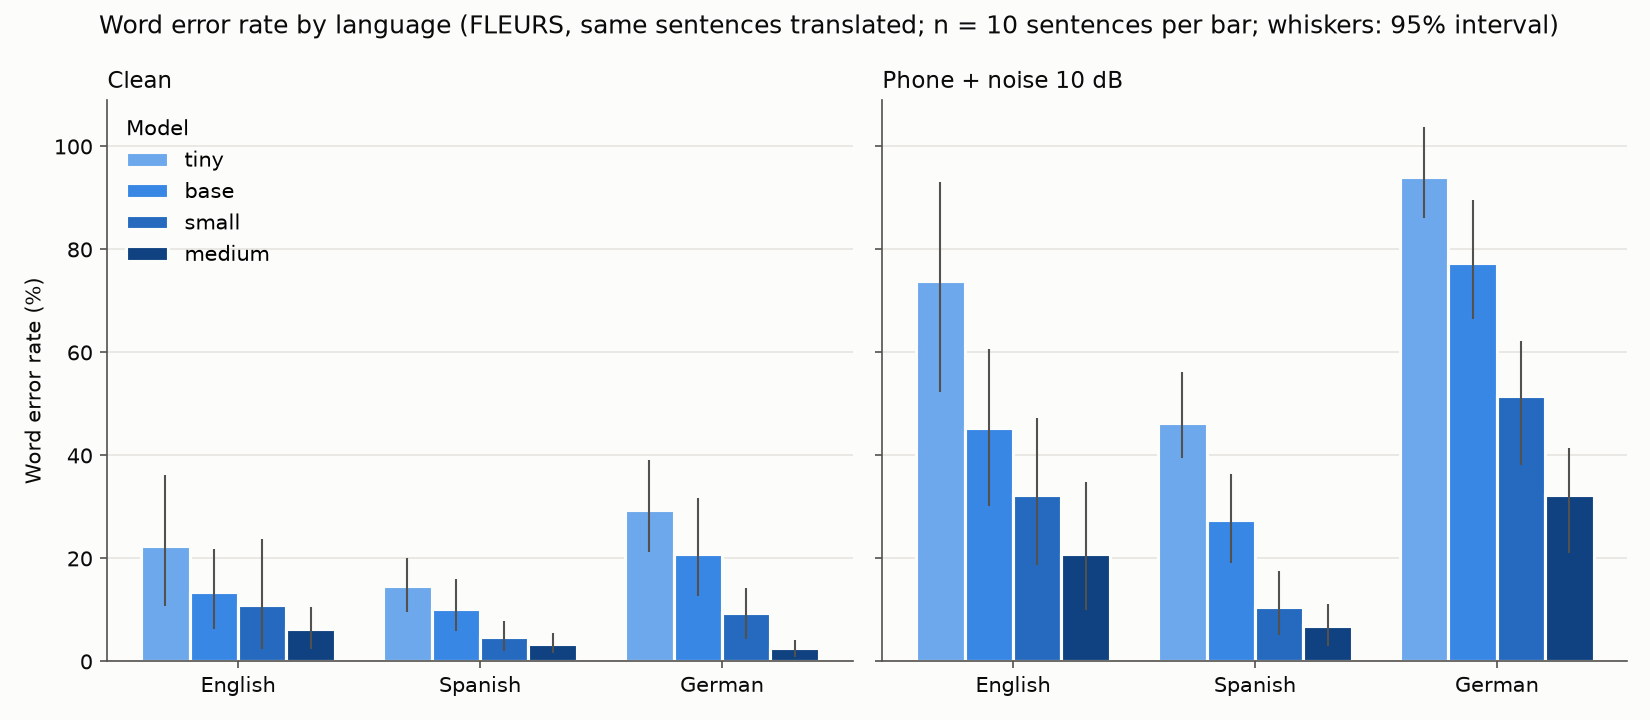 Word error rate by language (FLEURS, same sentences translated; n = 10 sentences per bar; whiskers: 95% interval)
Clean
Model
tiny
base
small
medium
Word error rate (%)
100
80
60
40
20
0
English Spanish German
Phone + noise 10 dB
English Spanish German